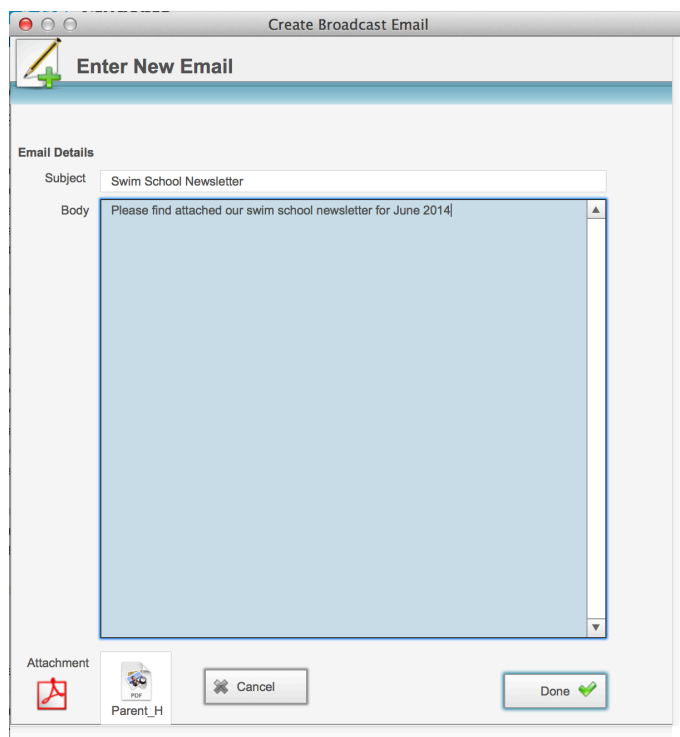 Create Broadcast Email
Enter New Email
Email Details
Subject
Swim School Newsletter
Body
Please find attached our swim school newsletter for June 2014
Attachment
PDF
Parent_H
Cancel
Done